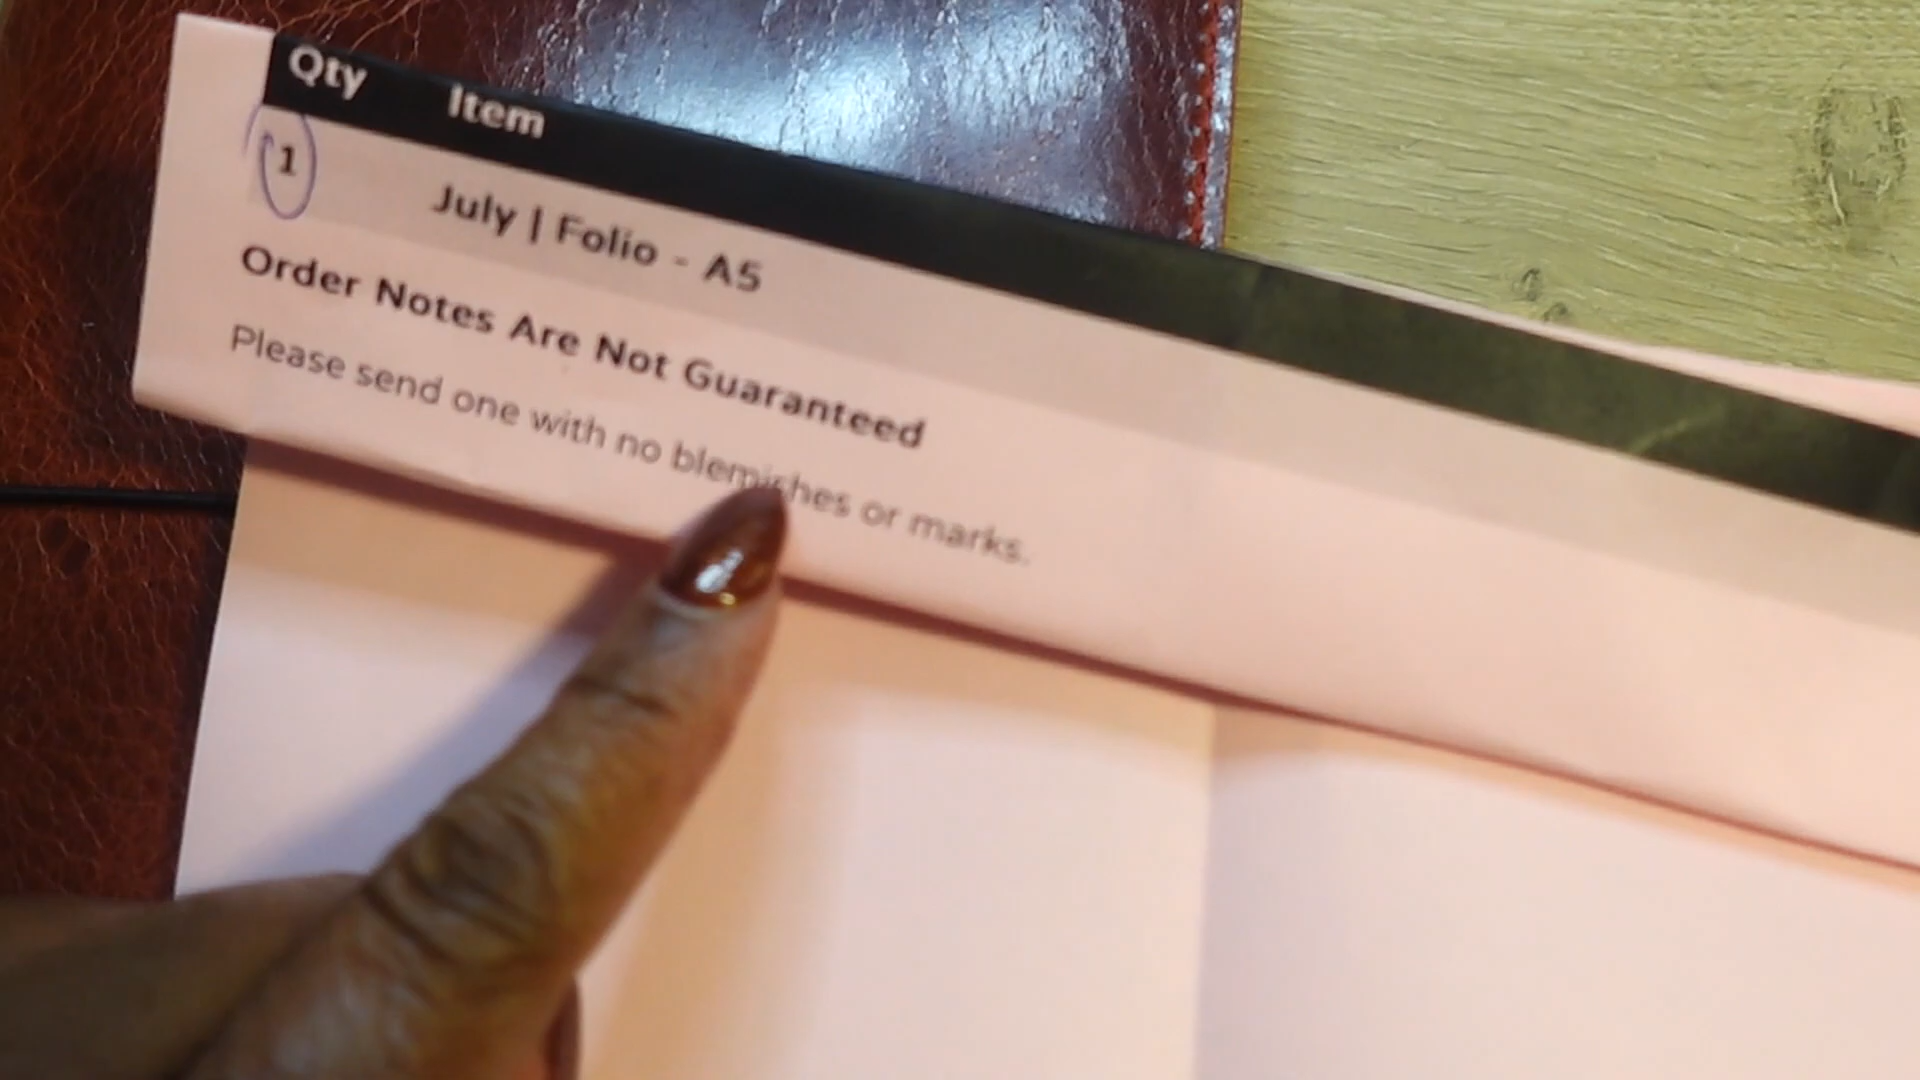 Qty Item
1 July | Folio - A5
Order Notes Are Not Guaranteed
Please send one with no blemishes or marks.